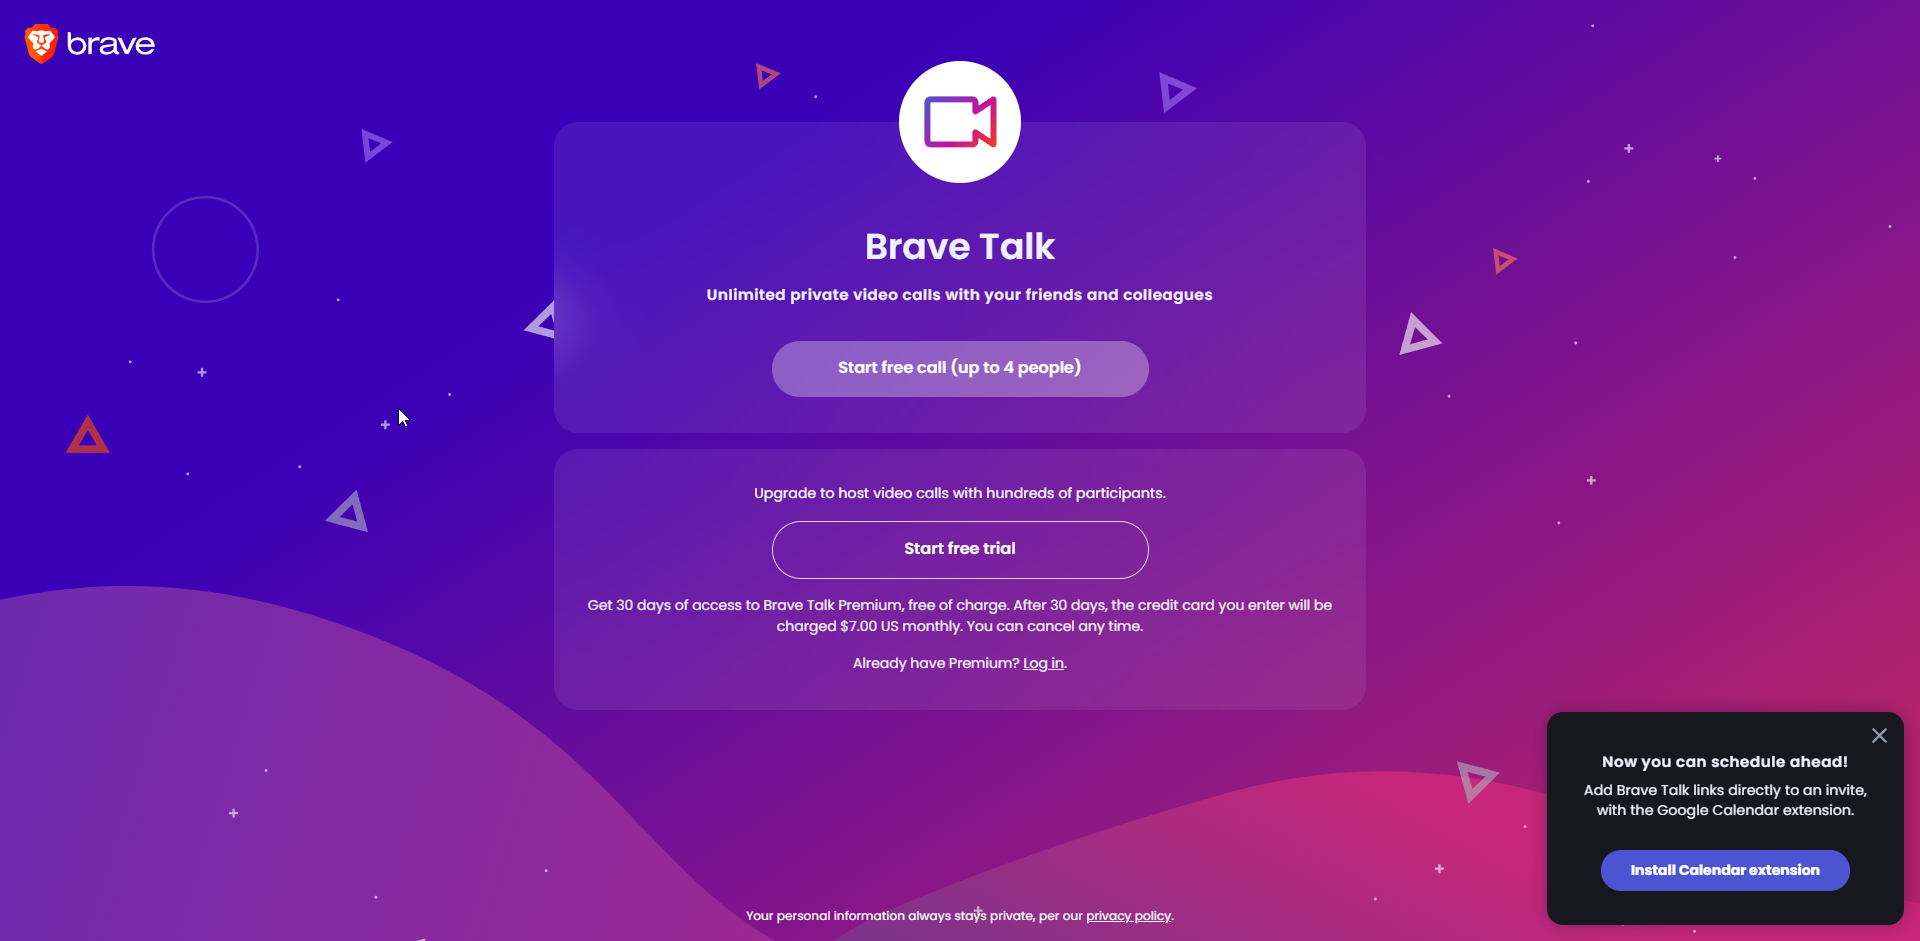 brave
Brave Talk
Unlimited private video calls with your friends and colleagues
Start free call (up to 4 people)
Upgrade to host video calls with hundreds of participants.
Start free trial
Get 30 days of access to Brave Talk Premium, free of charge. After 30 days, the credit card you enter will be
charged $7.00 US monthly. You can cancel any time.
Already have Premium? Log in.
Now you can schedule ahead!
Add Brave Talk links directly to an invite,
with the Google Calendar extension.
Install Calendar extension
Your personal information always stays private, per our privacy policy.